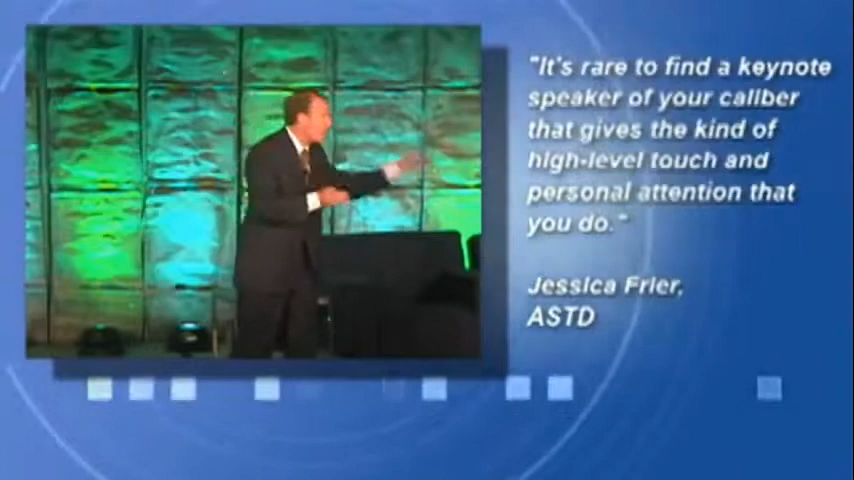 "It's rare to find a keynote
speaker of your caliber
that gives the kind of
high-level touch and
personal attention that
you do."
Jessica Frier,
ASTD